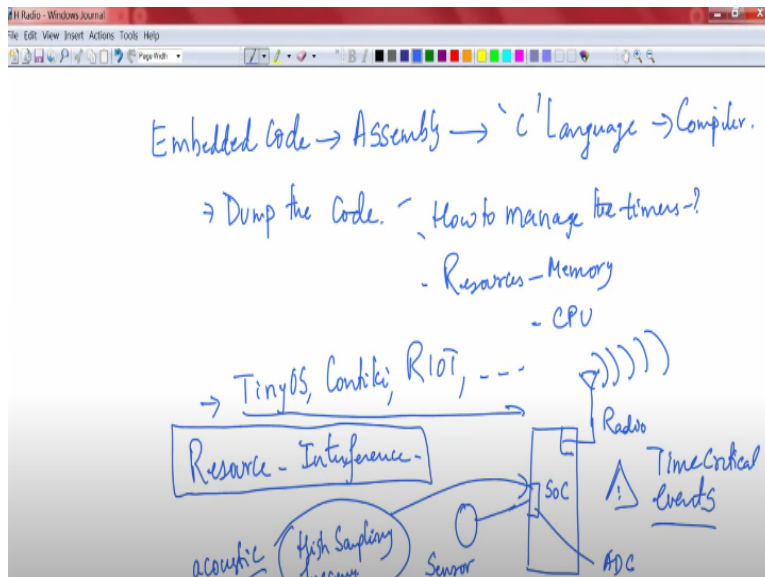 H Radio - Windows Journal
File Edit View Insert Actions Tools Help
Page Width
Embedded Code → Assembly → 'C' Language → Compiler.
→ Dump the Code. - How to manage the timers-?
- Resources - Memory
- CPU
→ TinyOS, Contiki, RIOT, ---
Radio
Resource - Interference -
Time Critical
events
SoC
acoustic
High Sampling
Sensor
ADC